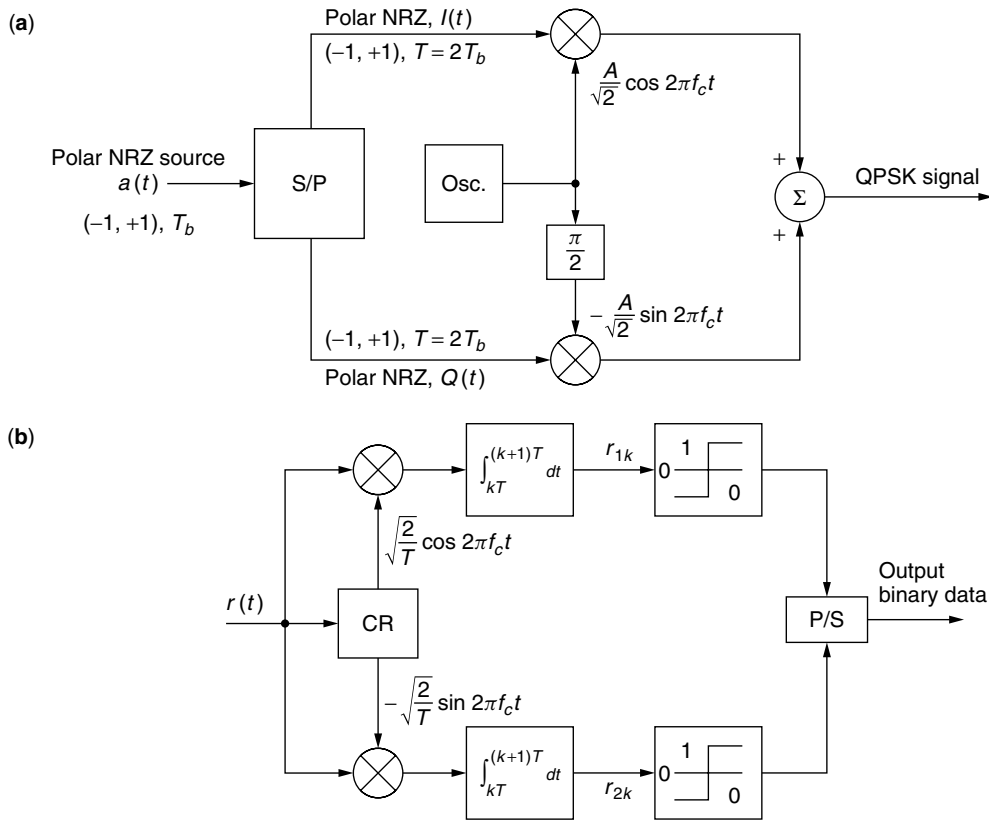 (a)
Polar NRZ, I(t)
(−1, +1), T = 2T_b
A/√2 cos 2πf_c t
Polar NRZ source
a(t)
(−1, +1), T_b
S/P
Osc.
π/2
+
Σ
+
QPSK signal
− A/√2 sin 2πf_c t
(−1, +1), T = 2T_b
Polar NRZ, Q(t)
(b)
∫_{kT}^{(k+1)T} dt
r_{1k}
0 1 0
√(2/T) cos 2πf_c t
r(t)
CR
P/S
Output
binary data
− √(2/T) sin 2πf_c t
∫_{kT}^{(k+1)T} dt
r_{2k}
0 1 0